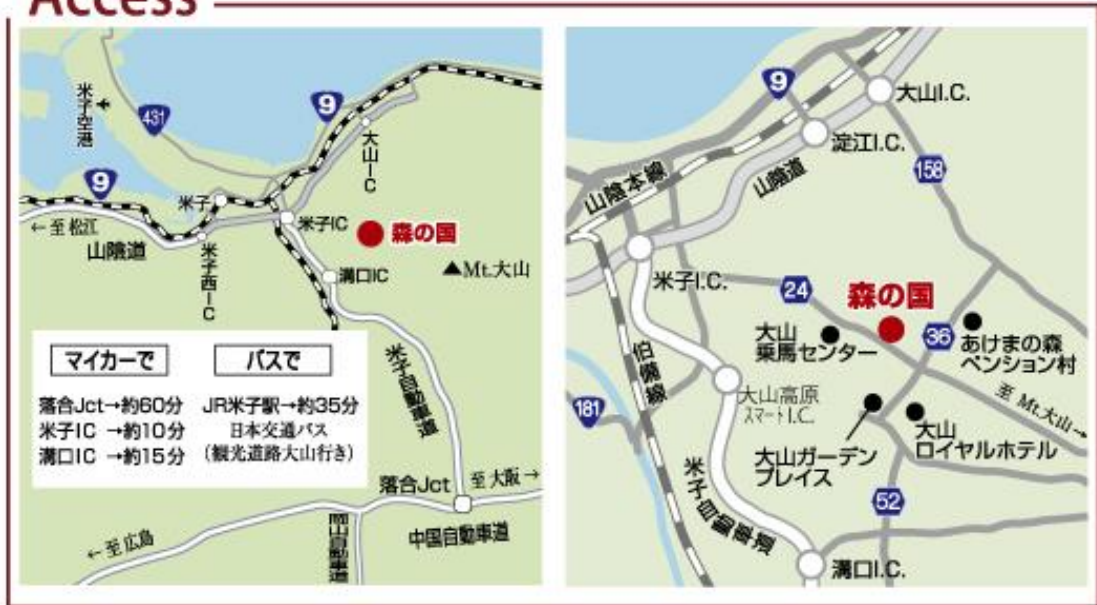 Access
米子空港
431
9
9
大山IC
米子
米子IC
森の国
← 至松江
山陰道
米子西IC
溝口IC
▲Mt.大山
マイカーで
落合Jct→約60分
米子IC →約10分
溝口IC →約15分
バスで
JR米子駅→約35分
日本交通バス
(観光道路大山行き)
米子自動車道
落合Jct
至大阪→
中国自動車道
←至広島
岡山自動車道
9
大山I.C.
淀江I.C.
山陰本線
山陰道
158
米子I.C.
24
森の国
大山
乗馬センター
36
あけまの森
ペンション村
伯備線
大山高原
スマートI.C.
至Mt.大山→
181
大山
ロイヤルホテル
大山ガーデン
プレイス
米子自動車道
52
溝口I.C.